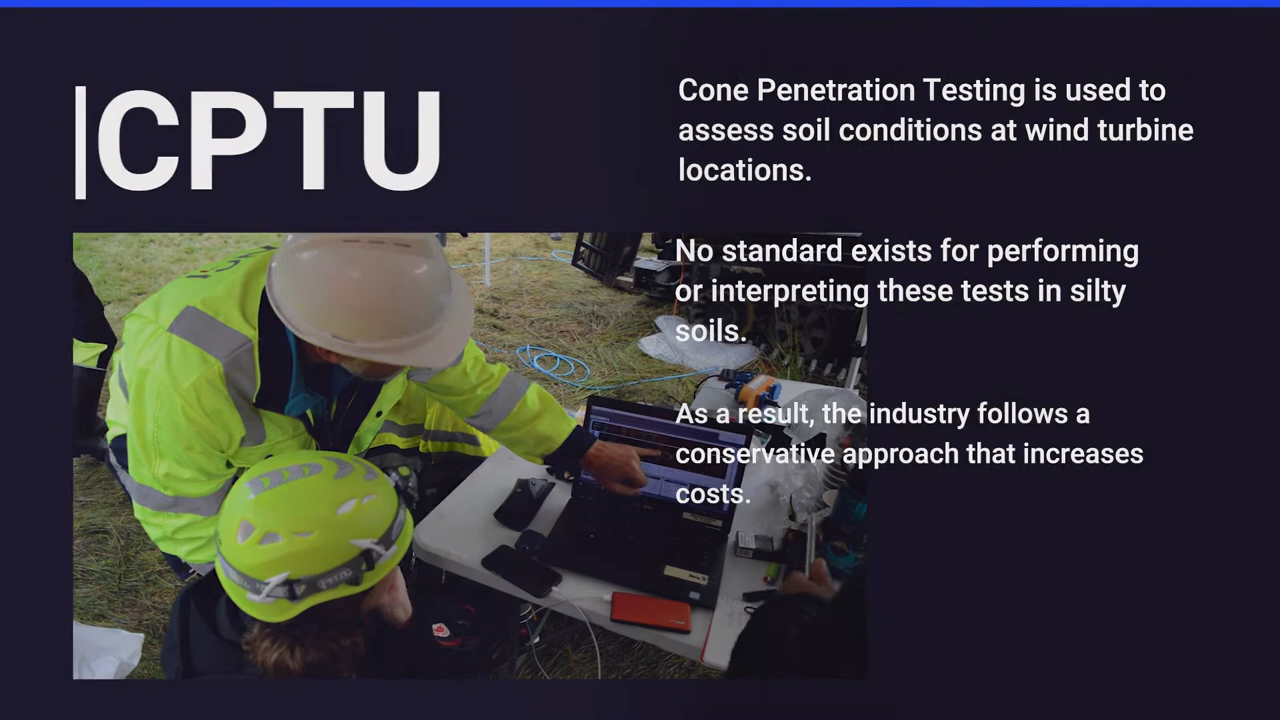 CPTU
Cone Penetration Testing is used to
assess soil conditions at wind turbine
locations.
No standard exists for performing
or interpreting these tests in silty
soils.
As a result, the industry follows a
conservative approach that increases
costs.
PETZL